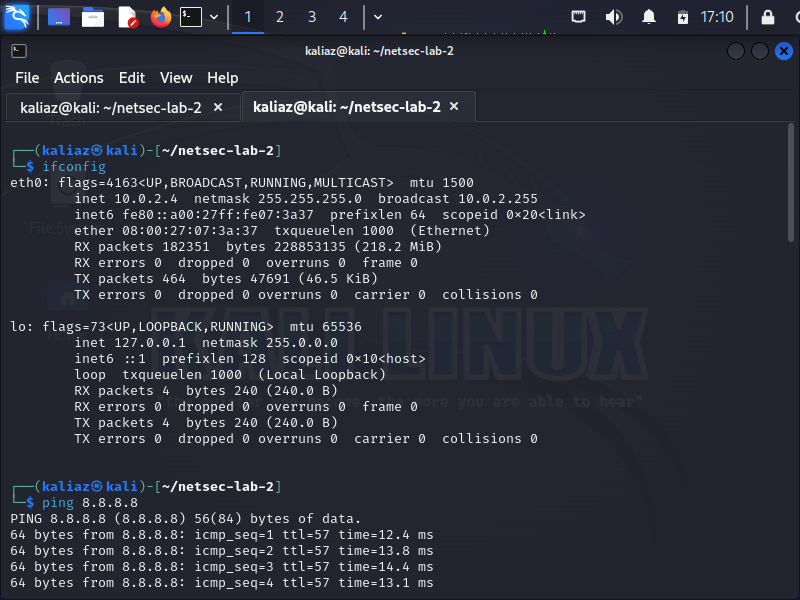 1 2 3 4 17:10
kaliaz@kali: ~/netsec-lab-2
File Actions Edit View Help
kaliaz@kali: ~/netsec-lab-2 × kaliaz@kali: ~/netsec-lab-2 ×
┌──(kaliaz㉿kali)-[~/netsec-lab-2]
└─$ ifconfig
eth0: flags=4163<UP,BROADCAST,RUNNING,MULTICAST>  mtu 1500
        inet 10.0.2.4  netmask 255.255.255.0  broadcast 10.0.2.255
        inet6 fe80::a00:27ff:fe07:3a37  prefixlen 64  scopeid 0×20<link>
        ether 08:00:27:07:3a:37  txqueuelen 1000  (Ethernet)
        RX packets 182351  bytes 228853135 (218.2 MiB)
        RX errors 0  dropped 0  overruns 0  frame 0
        TX packets 464  bytes 47691 (46.5 KiB)
        TX errors 0  dropped 0 overruns 0  carrier 0  collisions 0
lo: flags=73<UP,LOOPBACK,RUNNING>  mtu 65536
        inet 127.0.0.1  netmask 255.0.0.0
        inet6 ::1  prefixlen 128  scopeid 0×10<host>
        loop  txqueuelen 1000  (Local Loopback)
        RX packets 4  bytes 240 (240.0 B)
        RX errors 0  dropped 0  overruns 0  frame 0
        TX packets 4  bytes 240 (240.0 B)
        TX errors 0  dropped 0 overruns 0  carrier 0  collisions 0
KALI LINUX
the more you are able to hear"
┌──(kaliaz㉿kali)-[~/netsec-lab-2]
└─$ ping 8.8.8.8
PING 8.8.8.8 (8.8.8.8) 56(84) bytes of data.
64 bytes from 8.8.8.8: icmp_seq=1 ttl=57 time=12.4 ms
64 bytes from 8.8.8.8: icmp_seq=2 ttl=57 time=13.8 ms
64 bytes from 8.8.8.8: icmp_seq=3 ttl=57 time=14.4 ms
64 bytes from 8.8.8.8: icmp_seq=4 ttl=57 time=13.1 ms